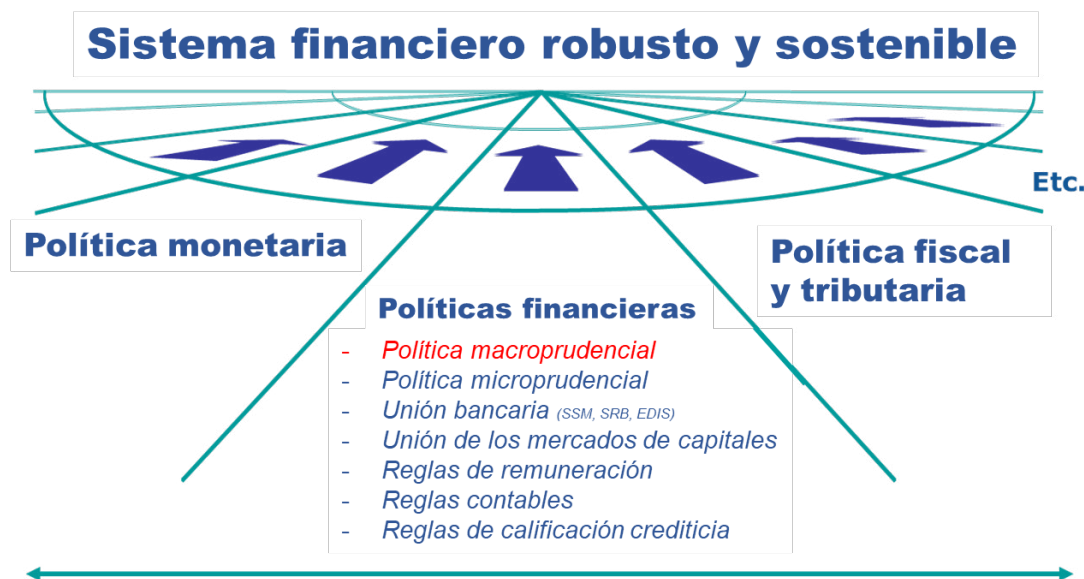 Sistema financiero robusto y sostenible
Etc.
Política monetaria
Política fiscal
y tributaria
Políticas financieras
- Política macroprudencial
- Política microprudencial
- Unión bancaria (SSM, SRB, EDIS)
- Unión de los mercados de capitales
- Reglas de remuneración
- Reglas contables
- Reglas de calificación crediticia